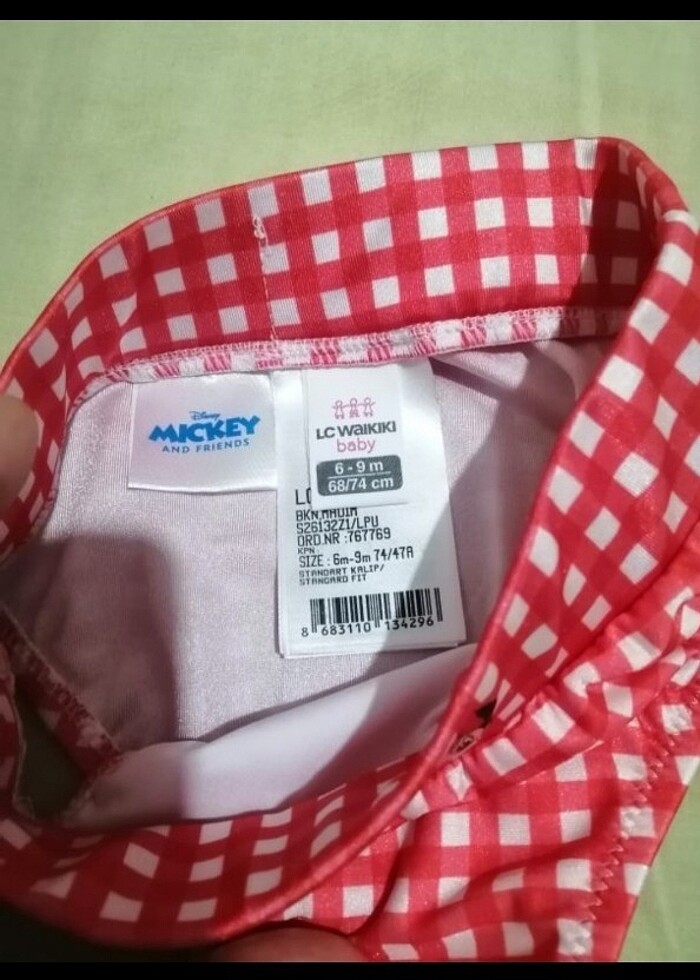 Disney
MICKEY
AND FRIENDS
LC WAIKIKI
baby
6 - 9 m
68/74 cm
BKN.MADIM
S26132Z1/LPU
ORD.NR :767769
KPN
SIZE : 6m-9m 74/47A
STANDART KALIP/
STANDARD FIT
8 683110 134296